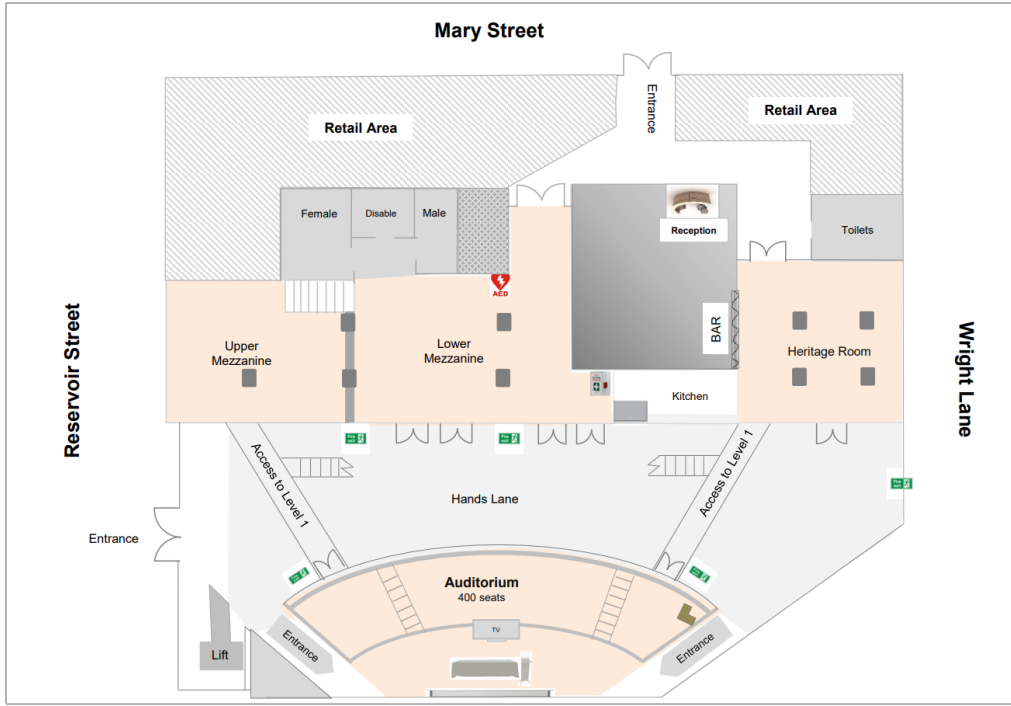 Mary Street
Entrance
Retail Area
Retail Area
Female
Disable
Male
Reception
Toilets
AED
BAR
Upper
Mezzanine
Lower
Mezzanine
Heritage Room
Reservoir Street
Wright Lane
Kitchen
Access to Level 1
Access to Level 1
Hands Lane
Entrance
Auditorium
400 seats
TV
Entrance
Entrance
Lift